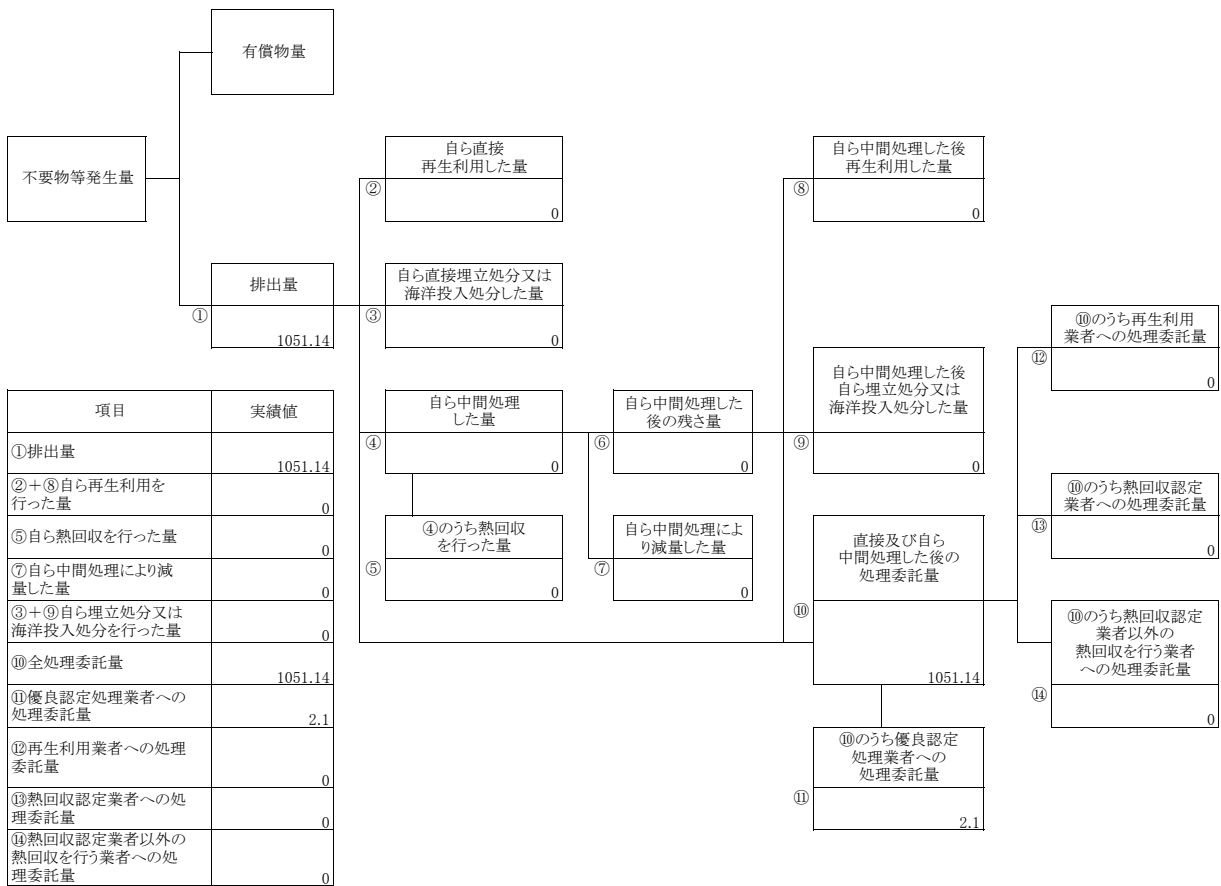 有償物量
不要物等発生量
自ら直接
再生利用した量
②
0
自ら中間処理した後
再生利用した量
⑧
0
排出量
①
1051.14
自ら直接埋立処分又は
海洋投入処分した量
③
0
⑩のうち再生利用
業者への処理委託量
⑫
0
自ら中間処理
した量
④
0
自ら中間処理した
後の残さ量
⑥
0
自ら中間処理した後
自ら埋立処分又は
海洋投入処分した量
⑨
0
④のうち熱回収
を行った量
⑤
0
自ら中間処理によ
り減量した量
⑦
0
直接及び自ら
中間処理した後の
処理委託量
⑩
1051.14
⑩のうち熱回収認定
業者への処理委託量
⑬
0
⑩のうち熱回収認定
業者以外の
熱回収を行う業者
への処理委託量
⑭
0
⑩のうち優良認定
処理業者への
処理委託量
⑪
2.1
項目 実績値
①排出量
1051.14
②+⑧自ら再生利用を
行った量
0
⑤自ら熱回収を行った量
0
⑦自ら中間処理により減
量した量
0
③+⑨自ら埋立処分又は
海洋投入処分を行った量
0
⑩全処理委託量
1051.14
⑪優良認定処理業者への
処理委託量
2.1
⑫再生利用業者への処理
委託量
0
⑬熱回収認定業者への処
理委託量
0
⑭熱回収認定業者以外の
熱回収を行う業者への処
理委託量
0